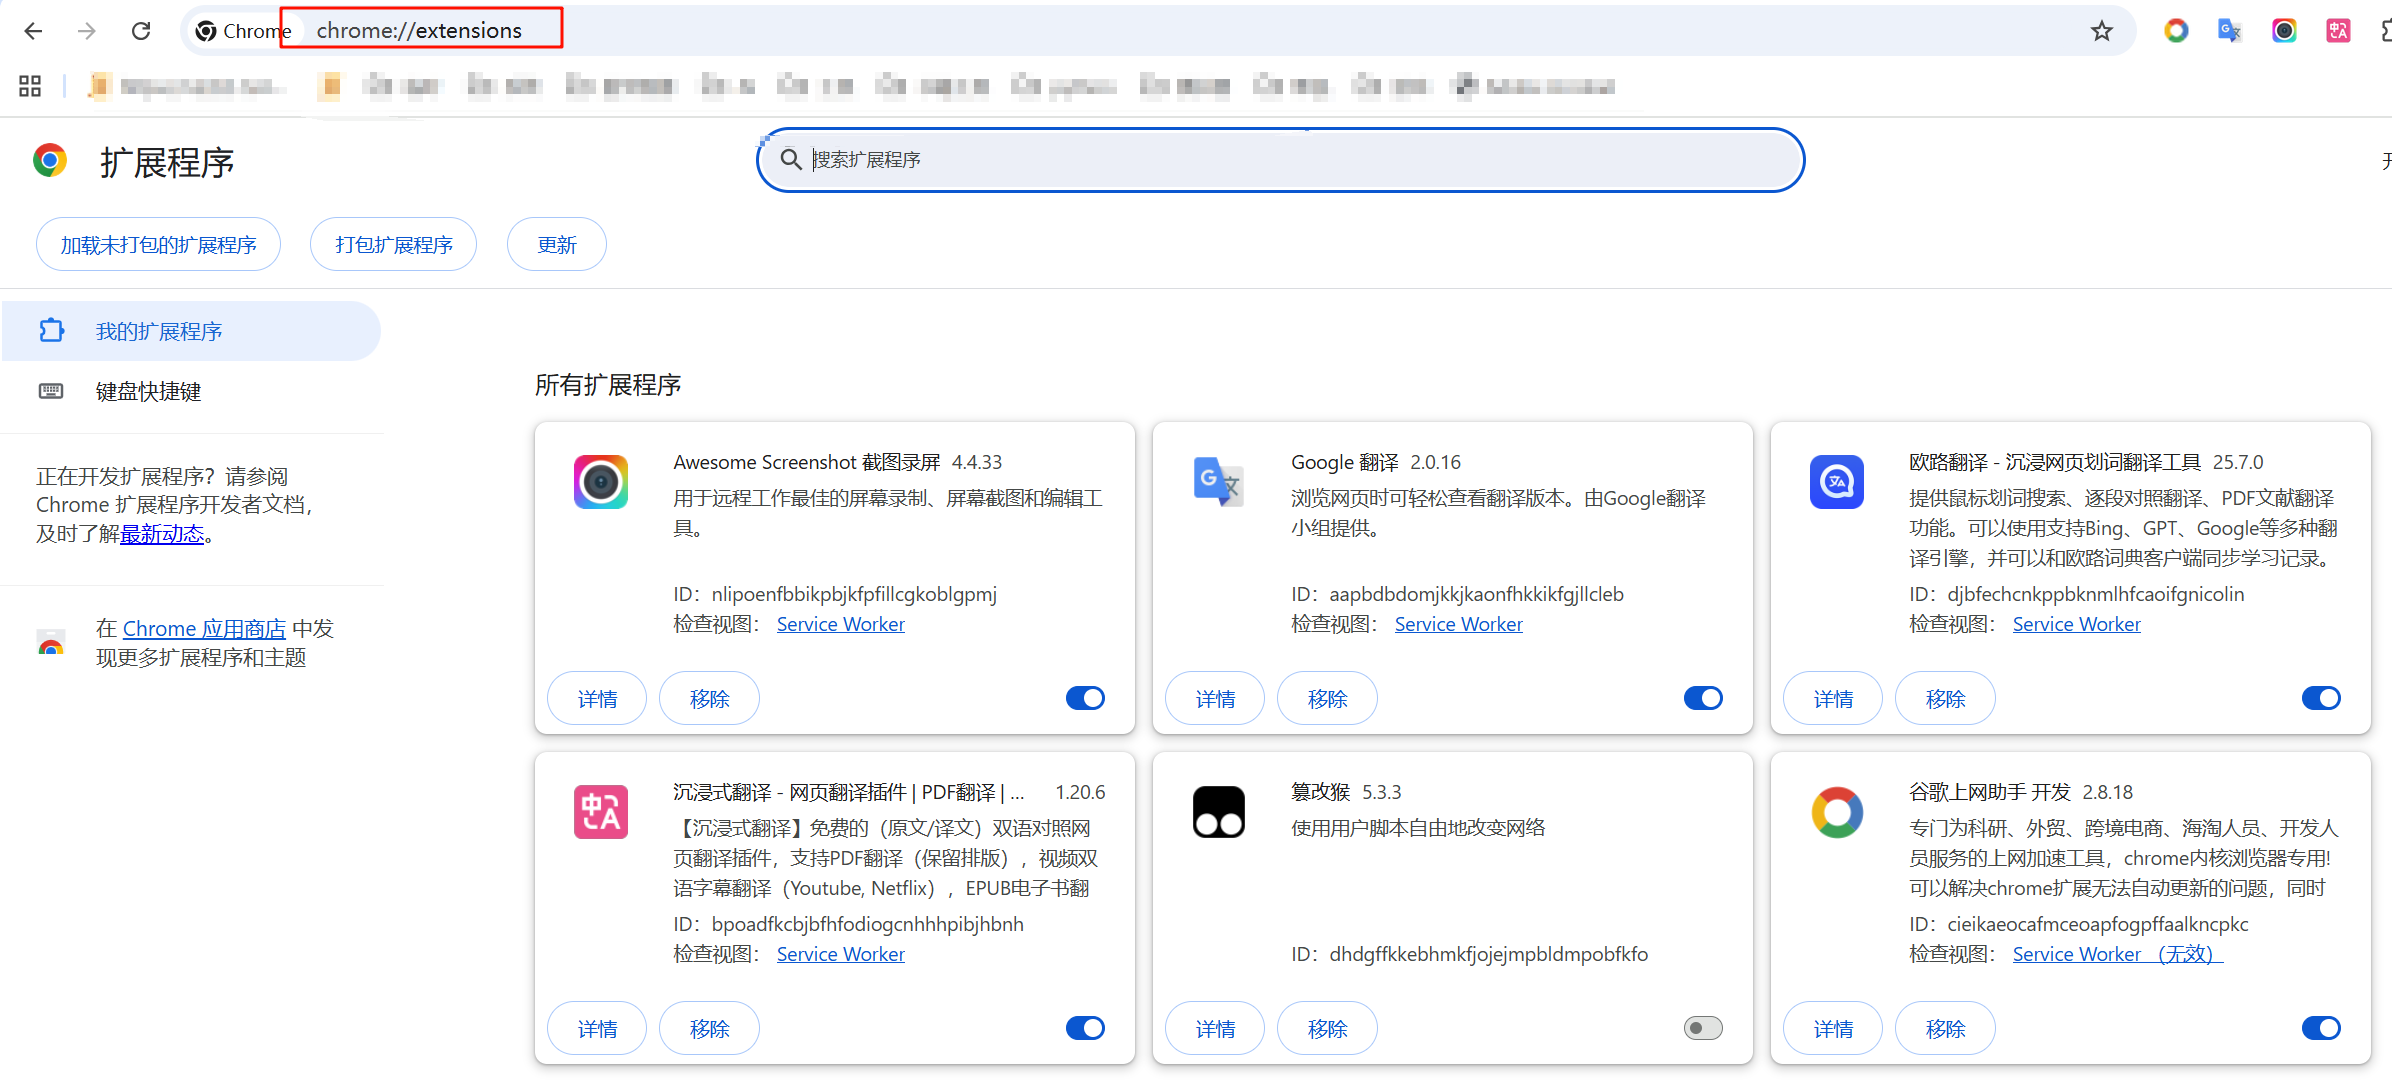 Chrome chrome://extensions
扩展程序
搜索扩展程序
加载未打包的扩展程序 打包扩展程序 更新
我的扩展程序
键盘快捷键
正在开发扩展程序？请参阅
Chrome 扩展程序开发者文档，
及时了解最新动态。
在 Chrome 应用商店 中发
现更多扩展程序和主题
所有扩展程序
Awesome Screenshot 截图录屏 4.4.33
用于远程工作最佳的屏幕录制、屏幕截图和编辑工
具。
ID： nlipoenfbbikpbjkfpfillcgkoblgpmj
检查视图： Service Worker
详情 移除
Google 翻译 2.0.16
浏览网页时可轻松查看翻译版本。由Google翻译
小组提供。
ID： aapbdbdomjkkjkaonfhkkikfgjllcleb
检查视图： Service Worker
详情 移除
欧路翻译 - 沉浸网页划词翻译工具 25.7.0
提供鼠标划词搜索、逐段对照翻译、PDF文献翻译
功能。可以使用支持Bing、GPT、Google等多种翻
译引擎，并可以和欧路词典客户端同步学习记录。
ID： djbfechcnkppbknmlhfcaoifgnicolin
检查视图： Service Worker
详情 移除
沉浸式翻译 - 网页翻译插件 | PDF翻译 | ... 1.20.6
【沉浸式翻译】免费的（原文/译文）双语对照网
页翻译插件，支持PDF翻译（保留排版），视频双
语字幕翻译（Youtube, Netflix），EPUB电子书翻
ID： bpoadfkcbjbfhfodiogcnhhhpibjhbnh
检查视图： Service Worker
详情 移除
篡改猴 5.3.3
使用用户脚本自由地改变网络
ID： dhdgffkkebhmkfjojejmpbldmpobfkfo
详情 移除
谷歌上网助手 开发 2.8.18
专门为科研、外贸、跨境电商、海淘人员、开发人
员服务的上网加速工具，chrome内核浏览器专用!
可以解决chrome扩展无法自动更新的问题，同时
ID： cieikaeocafmceoapfogpffaalkncpkc
检查视图： Service Worker （无效）
详情 移除